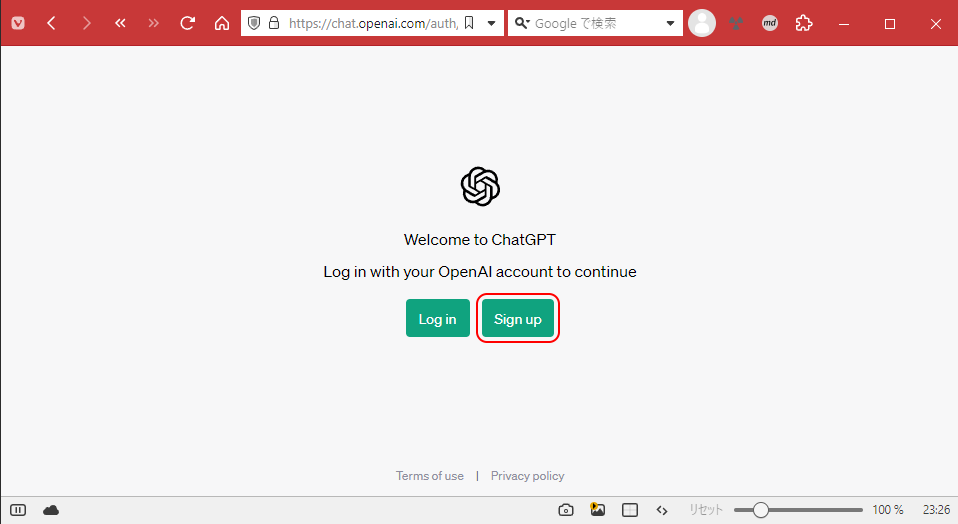 https://chat.openai.com/auth/
Google で検索
md
Welcome to ChatGPT
Log in with your OpenAI account to continue
Log in
Sign up
Terms of use | Privacy policy
リセット 100 % 23:26